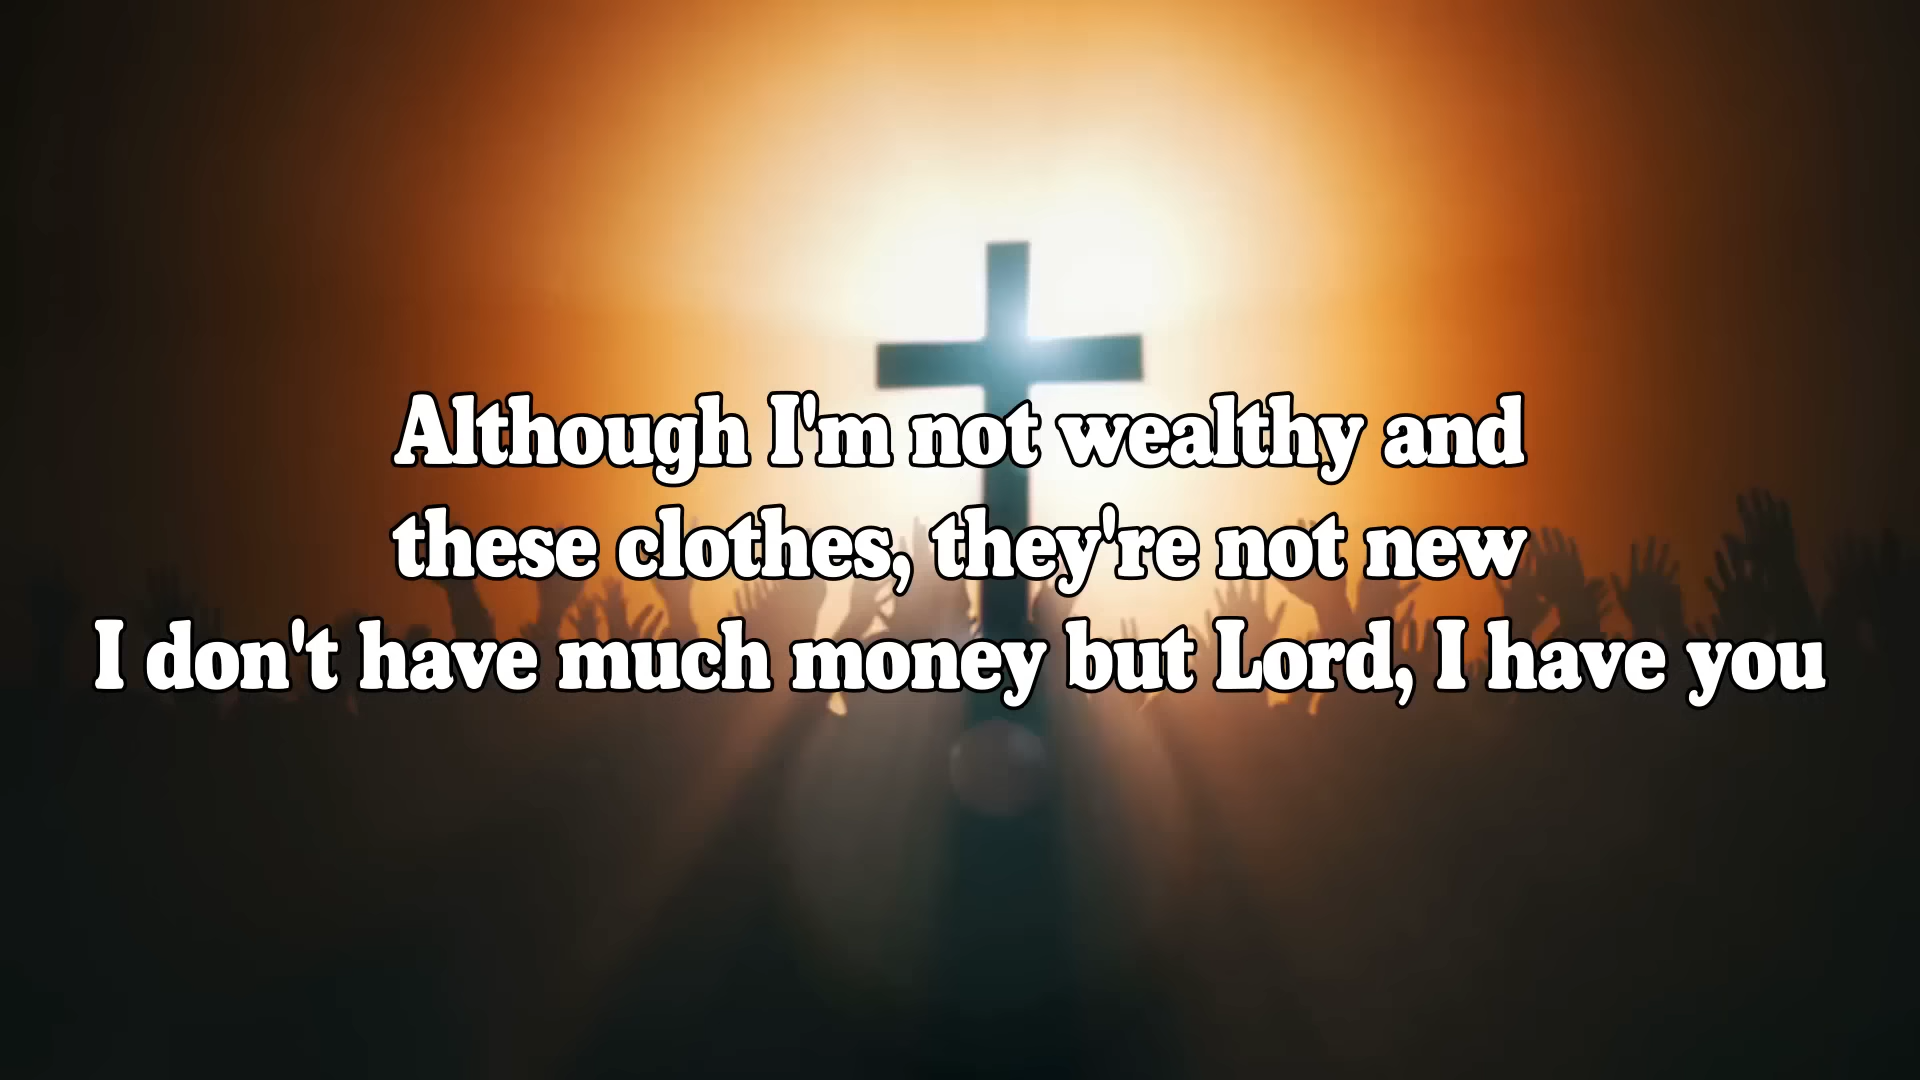 Although I'm not wealthy and
these clothes, they're not new
I don't have much money but Lord, I have you